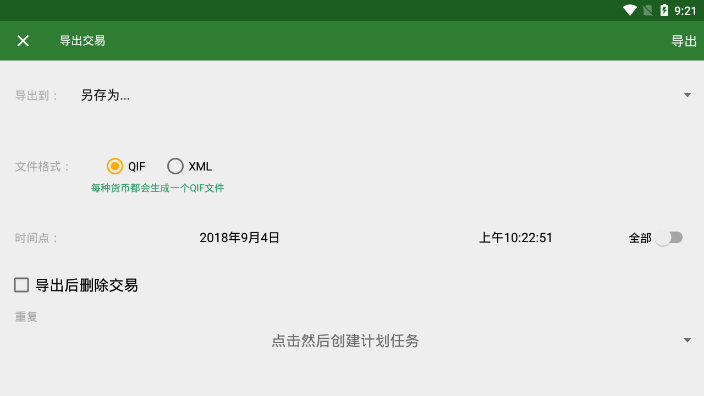 9:21
导出交易
导出
导出到：
另存为...
文件格式：
QIF
XML
每种货币都会生成一个QIF文件
时间点：
2018年9月4日
上午10:22:51
全部
导出后删除交易
重复
点击然后创建计划任务